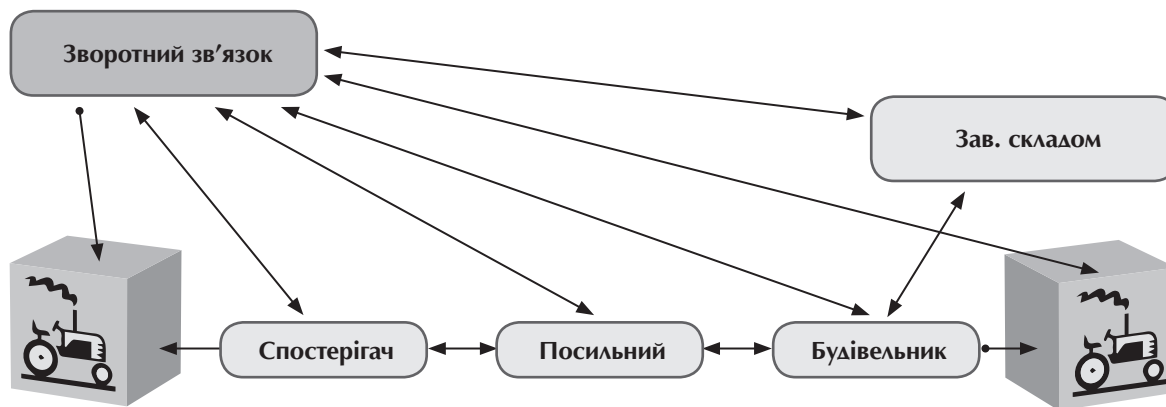 Зворотний зв’язок
Зав. складом
Спостерігач
Посильний
Будівельник